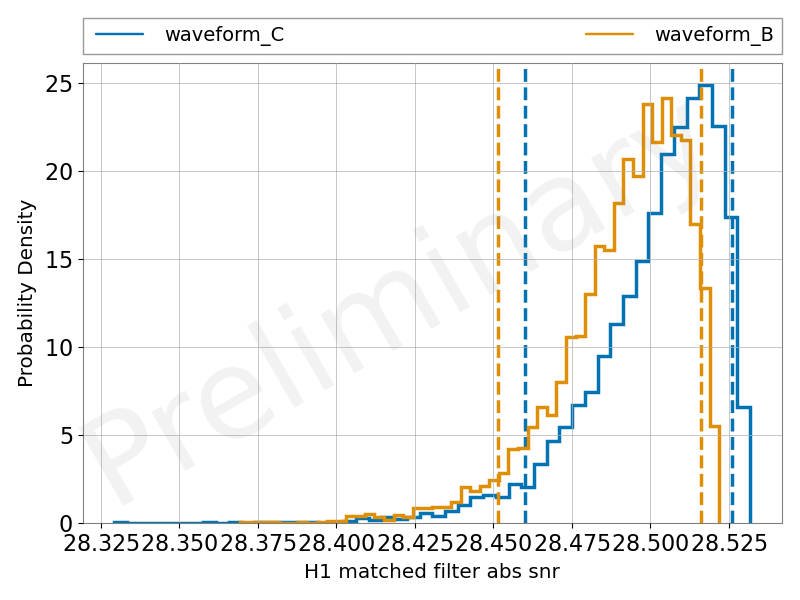 waveform_C waveform_B
Preliminary
Probability Density
25
20
15
10
5
0
28.325 28.350 28.375 28.400 28.425 28.450 28.475 28.500 28.525
H1 matched filter abs snr